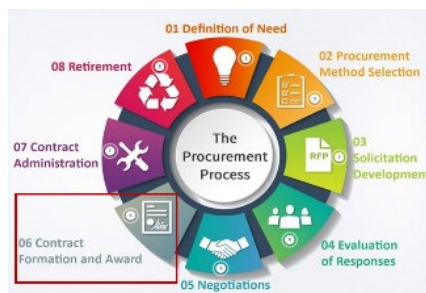 01 Definition of Need
02 Procurement
Method Selection
03
Solicitation
Development
RFP
04 Evaluation
of Responses
05 Negotiations
06 Contract
Formation and Award
07 Contract
Administration
08 Retirement
The
Procurement
Process